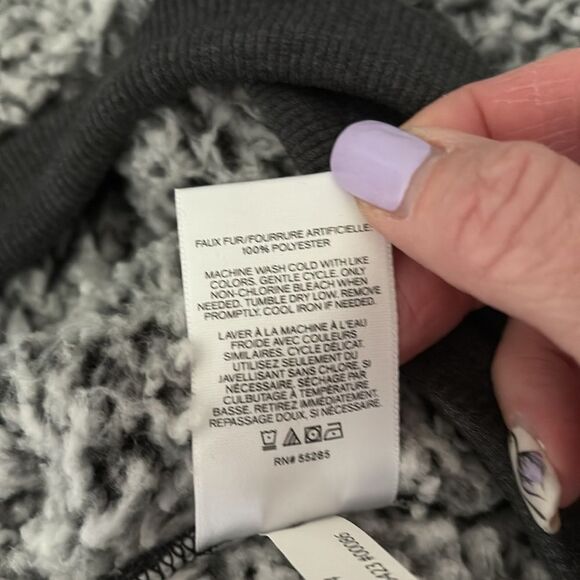 FAUX FUR/FOURRURE ARTIFICIELLE:
100% POLYESTER
MACHINE WASH COLD WITH LIKE
COLORS. GENTLE CYCLE. ONLY
NON-CHLORINE BLEACH WHEN
NEEDED. TUMBLE DRY LOW. REMOVE
PROMPTLY. COOL IRON IF NEEDED.
LAVER À LA MACHINE À L'EAU
FROIDE AVEC COULEURS
SIMILAIRES. CYCLE DÉLICAT.
UTILISEZ SEULEMENT DU
JAVELLISANT SANS CHLORE, SI
NÉCESSAIRE. SÉCHAGE PAR
CULBUTAGE À TEMPÉRATURE
BASSE. RETIREZ IMMÉDIATEMENT.
REPASSAGE DOUX, SI NÉCESSAIRE.
RN# 55285
423 #00086